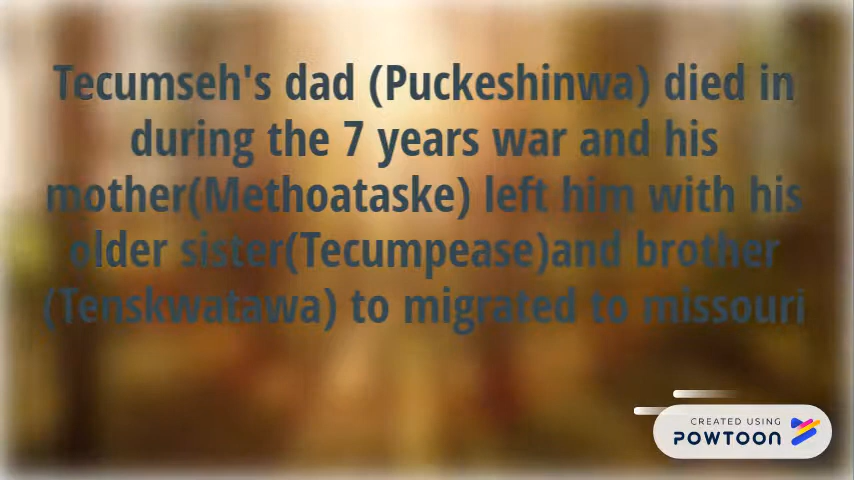 Tecumseh's dad (Puckeshinwa) died in
during the 7 years war and his
mother(Methoataske) left him with his
older sister(Tecumpease)and brother
(Tenskwatawa) to migrated to missouri
CREATED USING
POWTOON